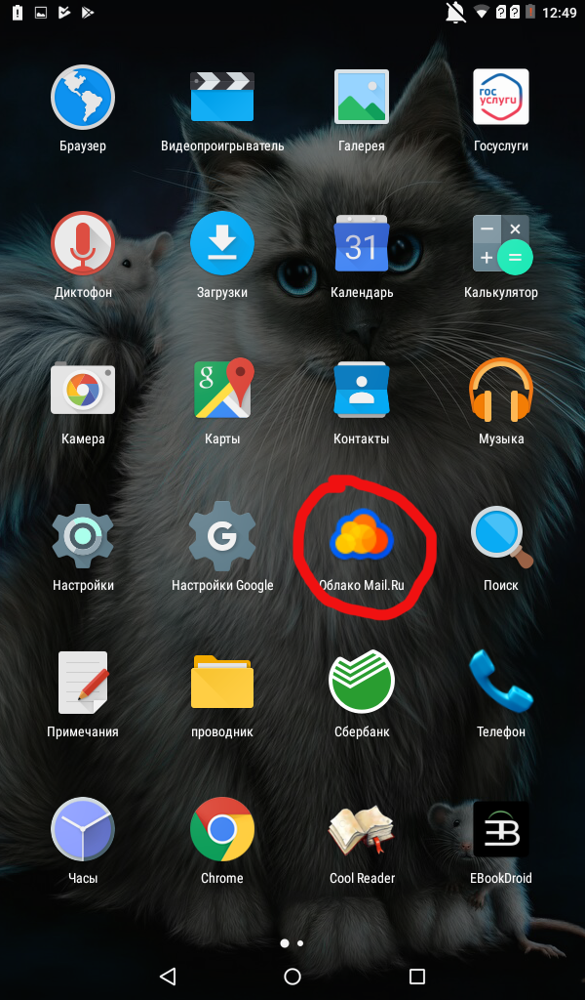 12:49
Браузер
Видеопроигрыватель
Галерея
гос
услуги
Госуслуги
Диктофон
Загрузки
31
Календарь
Калькулятор
Камера
g
Карты
Контакты
Музыка
Настройки
G
Настройки Google
Облако Mail.Ru
Поиск
Примечания
проводник
Сбербанк
Телефон
Часы
Chrome
Cool Reader
EBookDroid